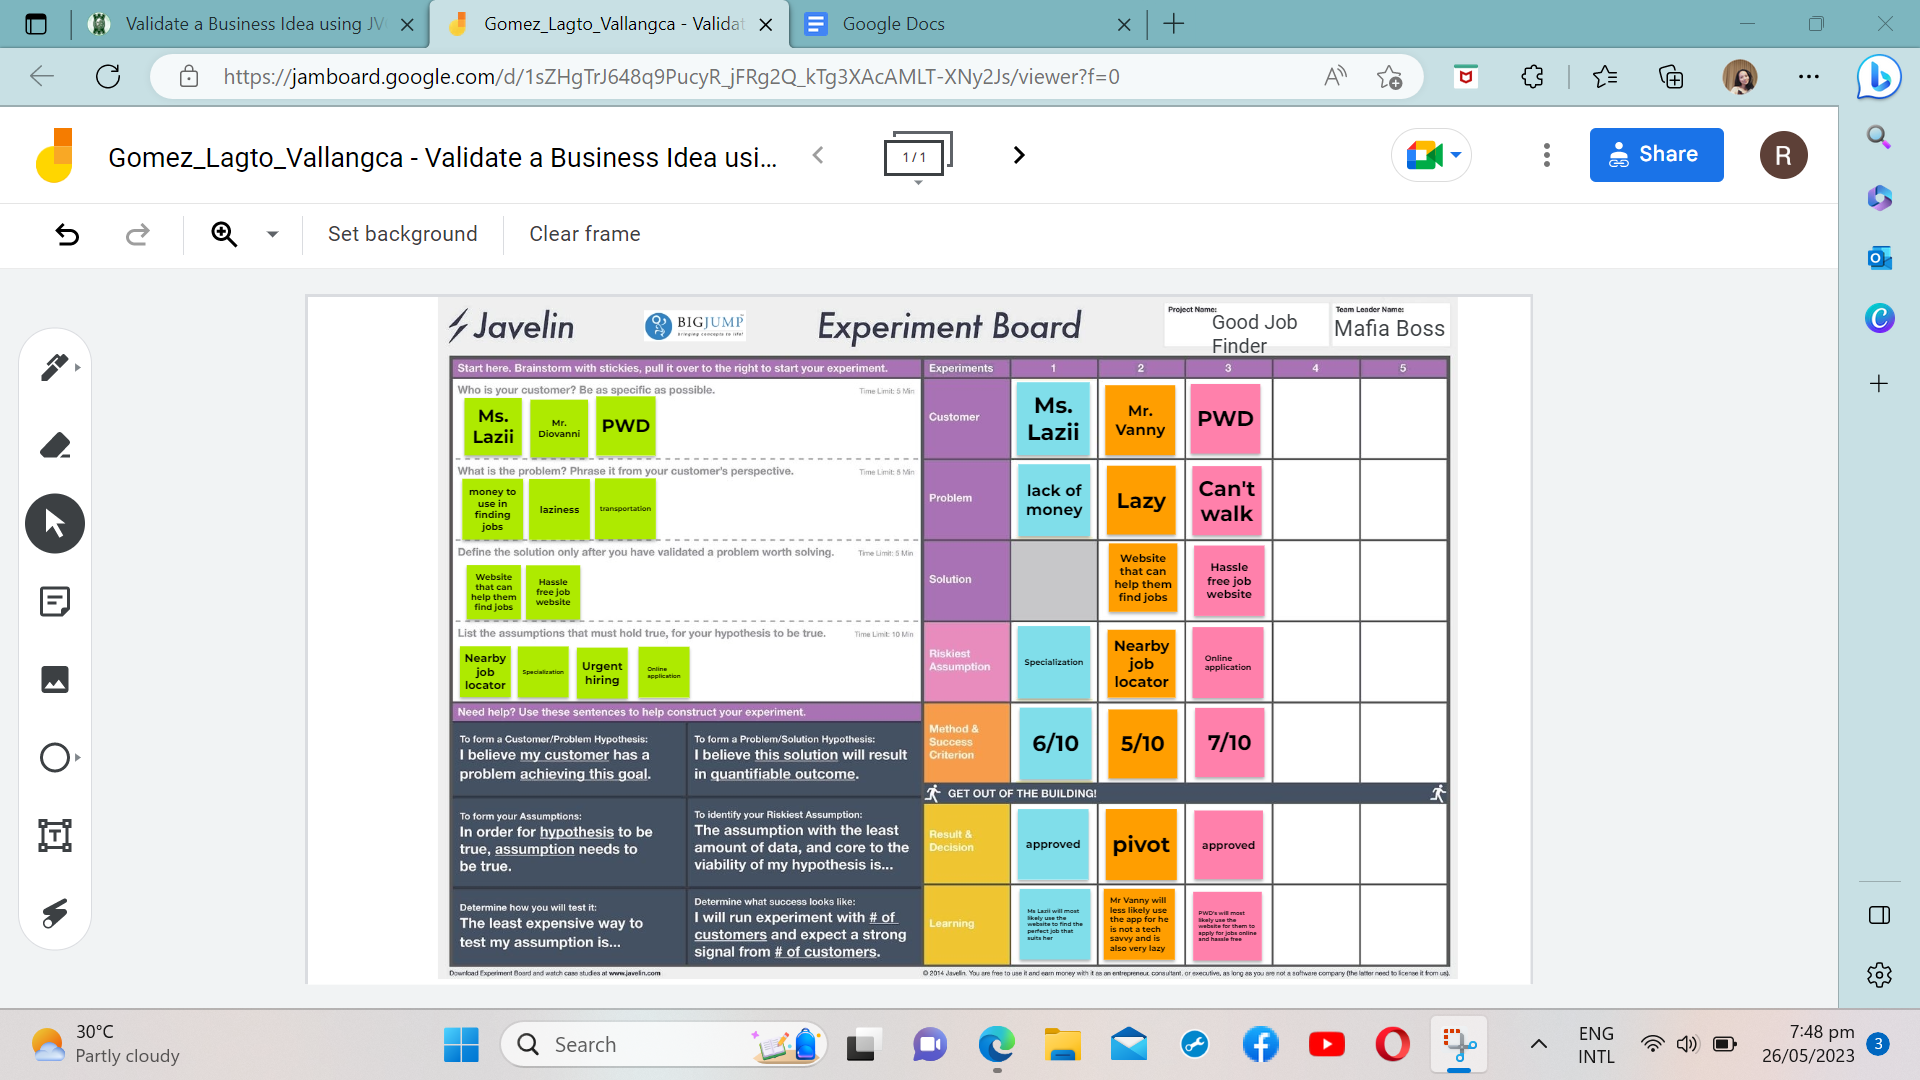 Validate a Business Idea using JV
Gomez_Lagto_Vallangca - Validat
Google Docs
https://jamboard.google.com/d/1sZHgTrJ648q9PucyR_jFRg2Q_kTg3XAcAMLT-XNy2Js/viewer?f=0
Gomez_Lagto_Vallangca - Validate a Business Idea usi...
1 / 1
Share
R
Set background
Clear frame
Javelin
BIGJUMP
bringing concepts to life!
Experiment Board
Project Name:
Good Job
Finder
Team Leader Name:
Mafia Boss
Start here. Brainstorm with stickies, pull it over to the right to start your experiment.
Who is your customer? Be as specific as possible.
Time Limit: 5 Min
Ms.
Lazii
Mr.
Diovanni
PWD
What is the problem? Phrase it from your customer's perspective.
Time Limit: 5 Min
money to
use in
finding
jobs
laziness
transportation
Define the solution only after you have validated a problem worth solving.
Time Limit: 5 Min
Website
that can
help them
find jobs
Hassle
free job
website
List the assumptions that must hold true, for your hypothesis to be true.
Time Limit: 10 Min
Nearby
job
locator
Specialization
Urgent
hiring
Online
application
Need help? Use these sentences to help construct your experiment.
To form a Customer/Problem Hypothesis:
I believe my customer has a
problem achieving this goal.
To form a Problem/Solution Hypothesis:
I believe this solution will result
in quantifiable outcome.
To form your Assumptions:
In order for hypothesis to be
true, assumption needs to
be true.
To identify your Riskiest Assumption:
The assumption with the least
amount of data, and core to the
viability of my hypothesis is...
Determine how you will test it:
The least expensive way to
test my assumption is...
Determine what success looks like:
I will run experiment with # of
customers and expect a strong
signal from # of customers.
Experiments 1 2 3 4 5
Customer
Ms.
Lazii
Mr.
Vanny
PWD
Problem
lack of
money
Lazy
Can't
walk
Solution
Website
that can
help them
find jobs
Hassle
free job
website
Riskiest
Assumption
Specialization
Nearby
job
locator
Online
application
Method &
Success
Criterion
6/10
5/10
7/10
GET OUT OF THE BUILDING!
Result &
Decision
approved
pivot
approved
Learning
Ms Lazii will most
likely use the
website to find the
perfect job that
suits her
Mr Vanny will
less likely use
the app for he
is not a tech
savvy and is
also very lazy
PWD's will most
likely use the
website for them to
apply for jobs online
and hassle free
Download Experiment Board and watch case studies at www.javelin.com
© 2014 Javelin. You are free to use it and earn money with it as an entrepreneur, consultant, or executive, as long as you are not a software company (the latter need to license it from us).
30°C
Partly cloudy
Search
ENG
INTL
7:48 pm
26/05/2023
3